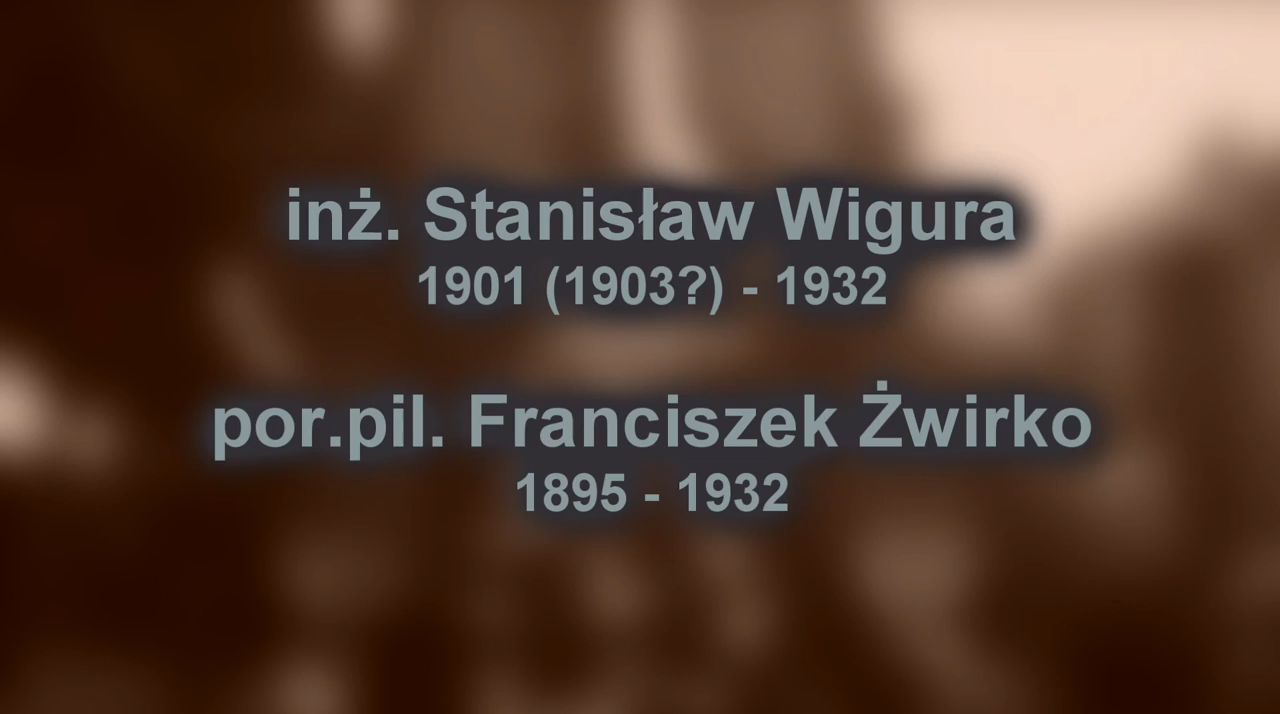 inż. Stanisław Wigura
1901 (1903?) - 1932
por.pil. Franciszek Żwirko
1895 - 1932